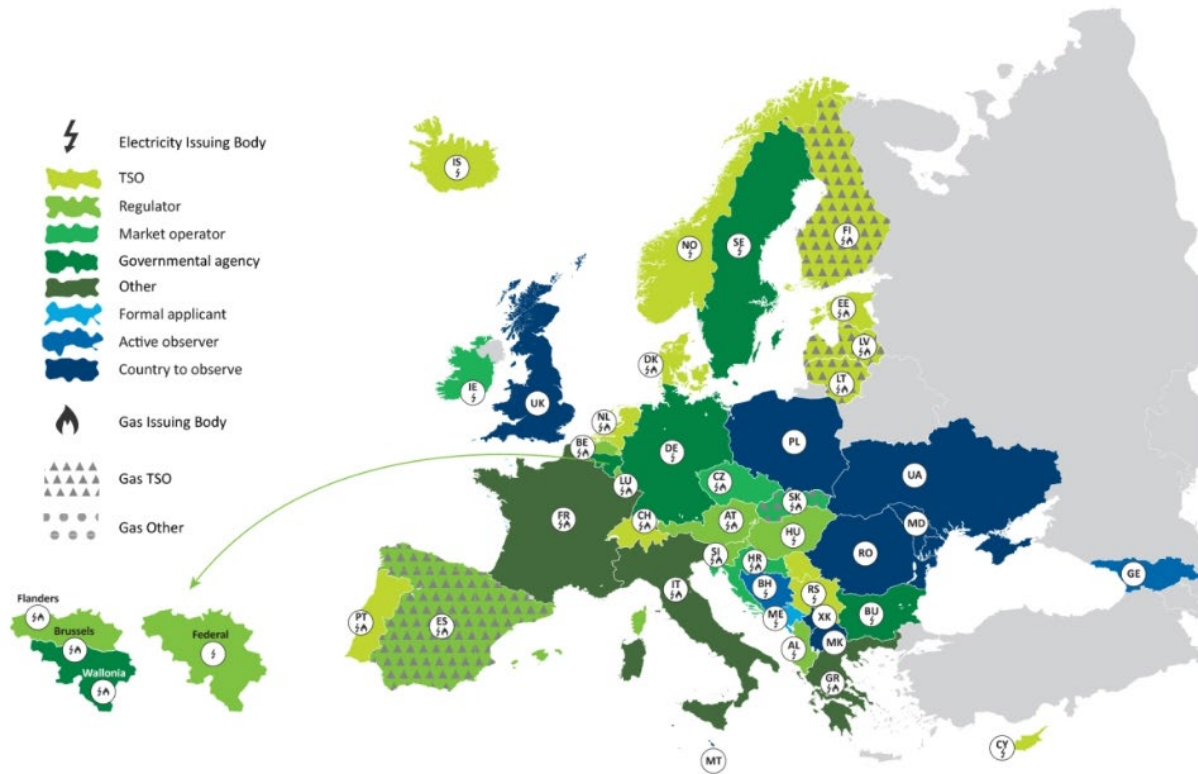 Electricity Issuing Body
TSO
Regulator
Market operator
Governmental agency
Other
Formal applicant
Active observer
Country to observe
Gas Issuing Body
Gas TSO
Gas Other
IS
NO
SE
FI
EE
LV
LT
DK
IE
UK
NL
BE
DE
PL
LU
CZ
UA
SK
FR
CH
AT
HU
MD
SI
HR
RO
BH
GE
IT
RS
PT
ES
ME
XK
BU
AL
MK
GR
CY
MT
Flanders
Brussels
Wallonia
Federal